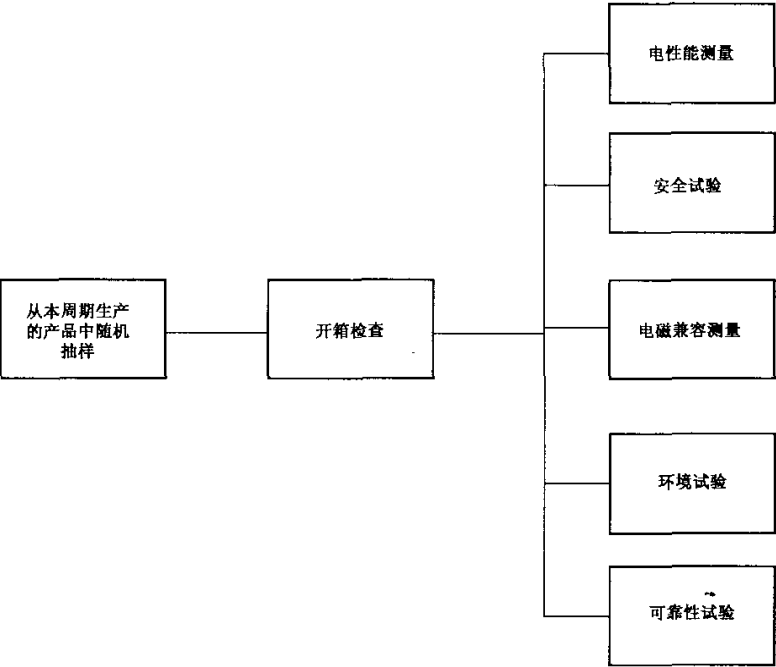 电性能测量
安全试验
从本周期生产
的产品中随机
抽样
开箱检查
电磁兼容测量
环境试验
可靠性试验